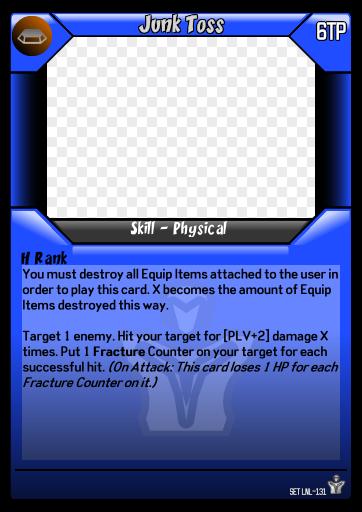 Junk Toss
6TP
Skill - Physical
H Rank
You must destroy all Equip Items attached to the user in
order to play this card. X becomes the amount of Equip
Items destroyed this way.
Target 1 enemy. Hit your target for [PLV+2] damage X
times. Put 1 Fracture Counter on your target for each
successful hit. (On Attack: This card loses 1 HP for each
Fracture Counter on it.)
SET LNL-131